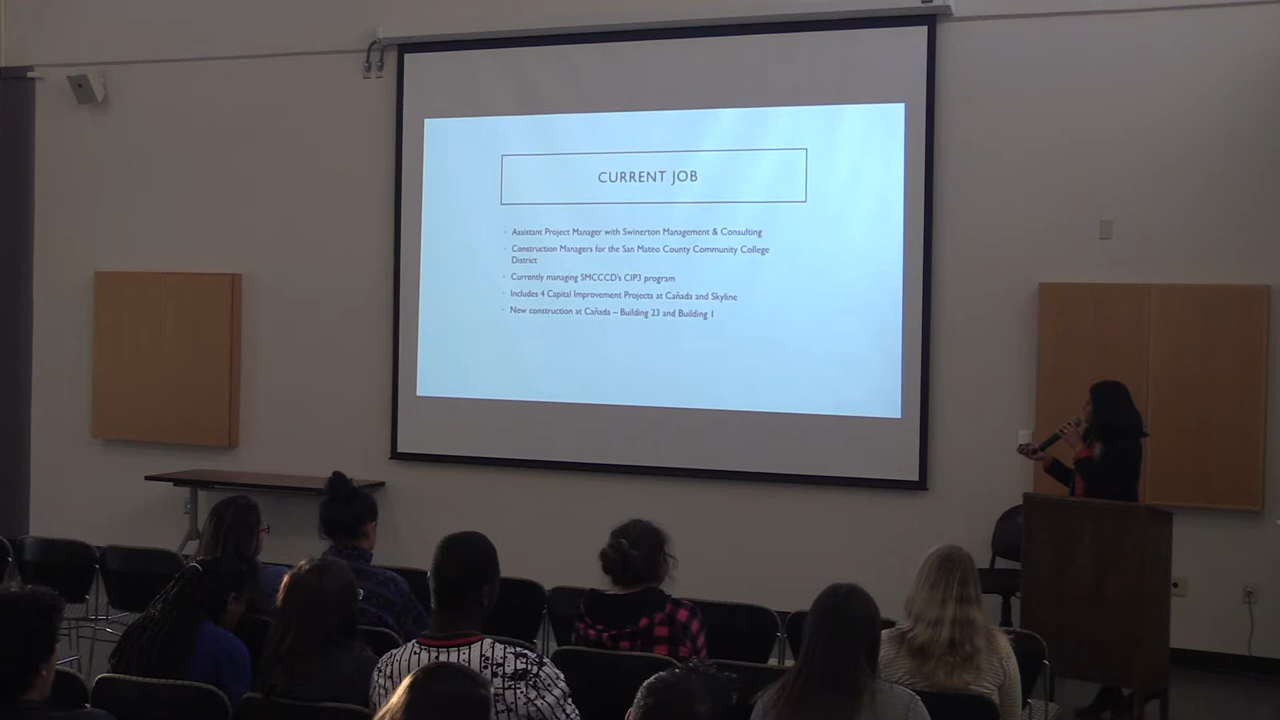 CURRENT JOB
Assistant Project Manager with Swinerton Management & Consulting
Construction Managers for the San Mateo County Community College
District
Currently managing SMCCCD's CIP3 program
Includes 4 Capital Improvement Projects at Cañada and Skyline
New construction at Cañada – Building 23 and Building 1